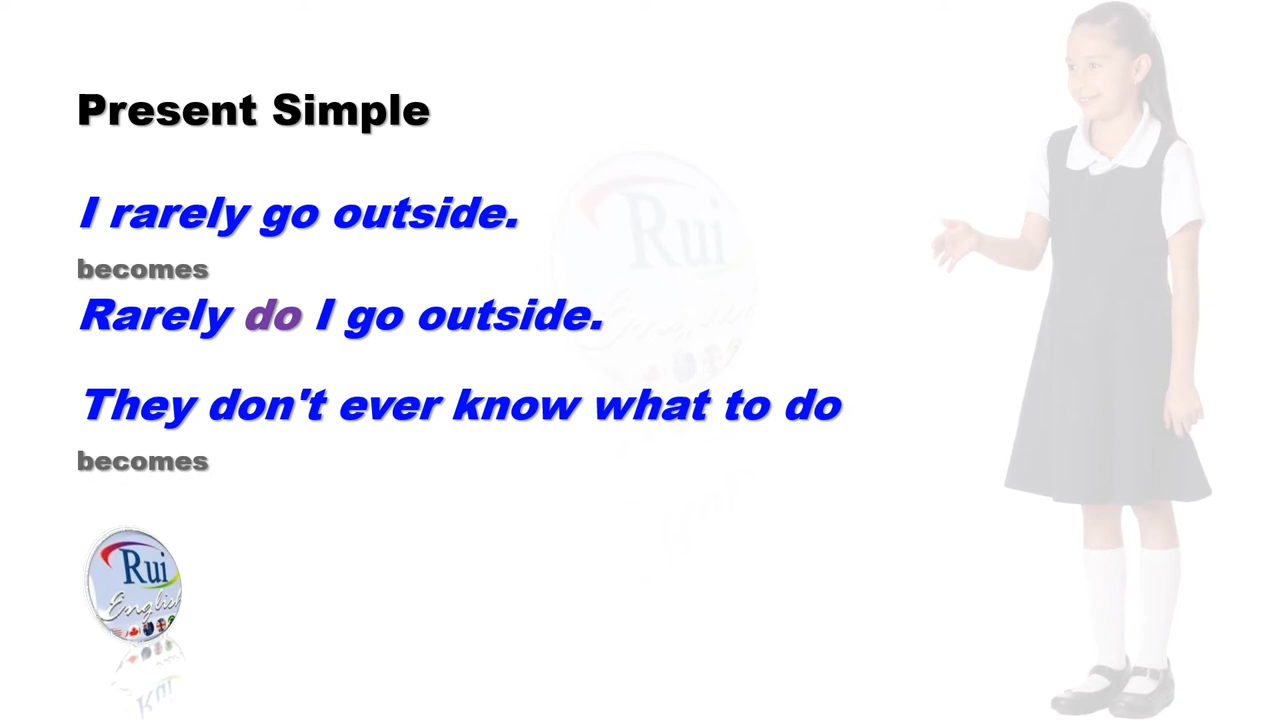 Present Simple
I rarely go outside.
becomes
Rarely do I go outside.
They don't ever know what to do
becomes
Rui
English
Rui